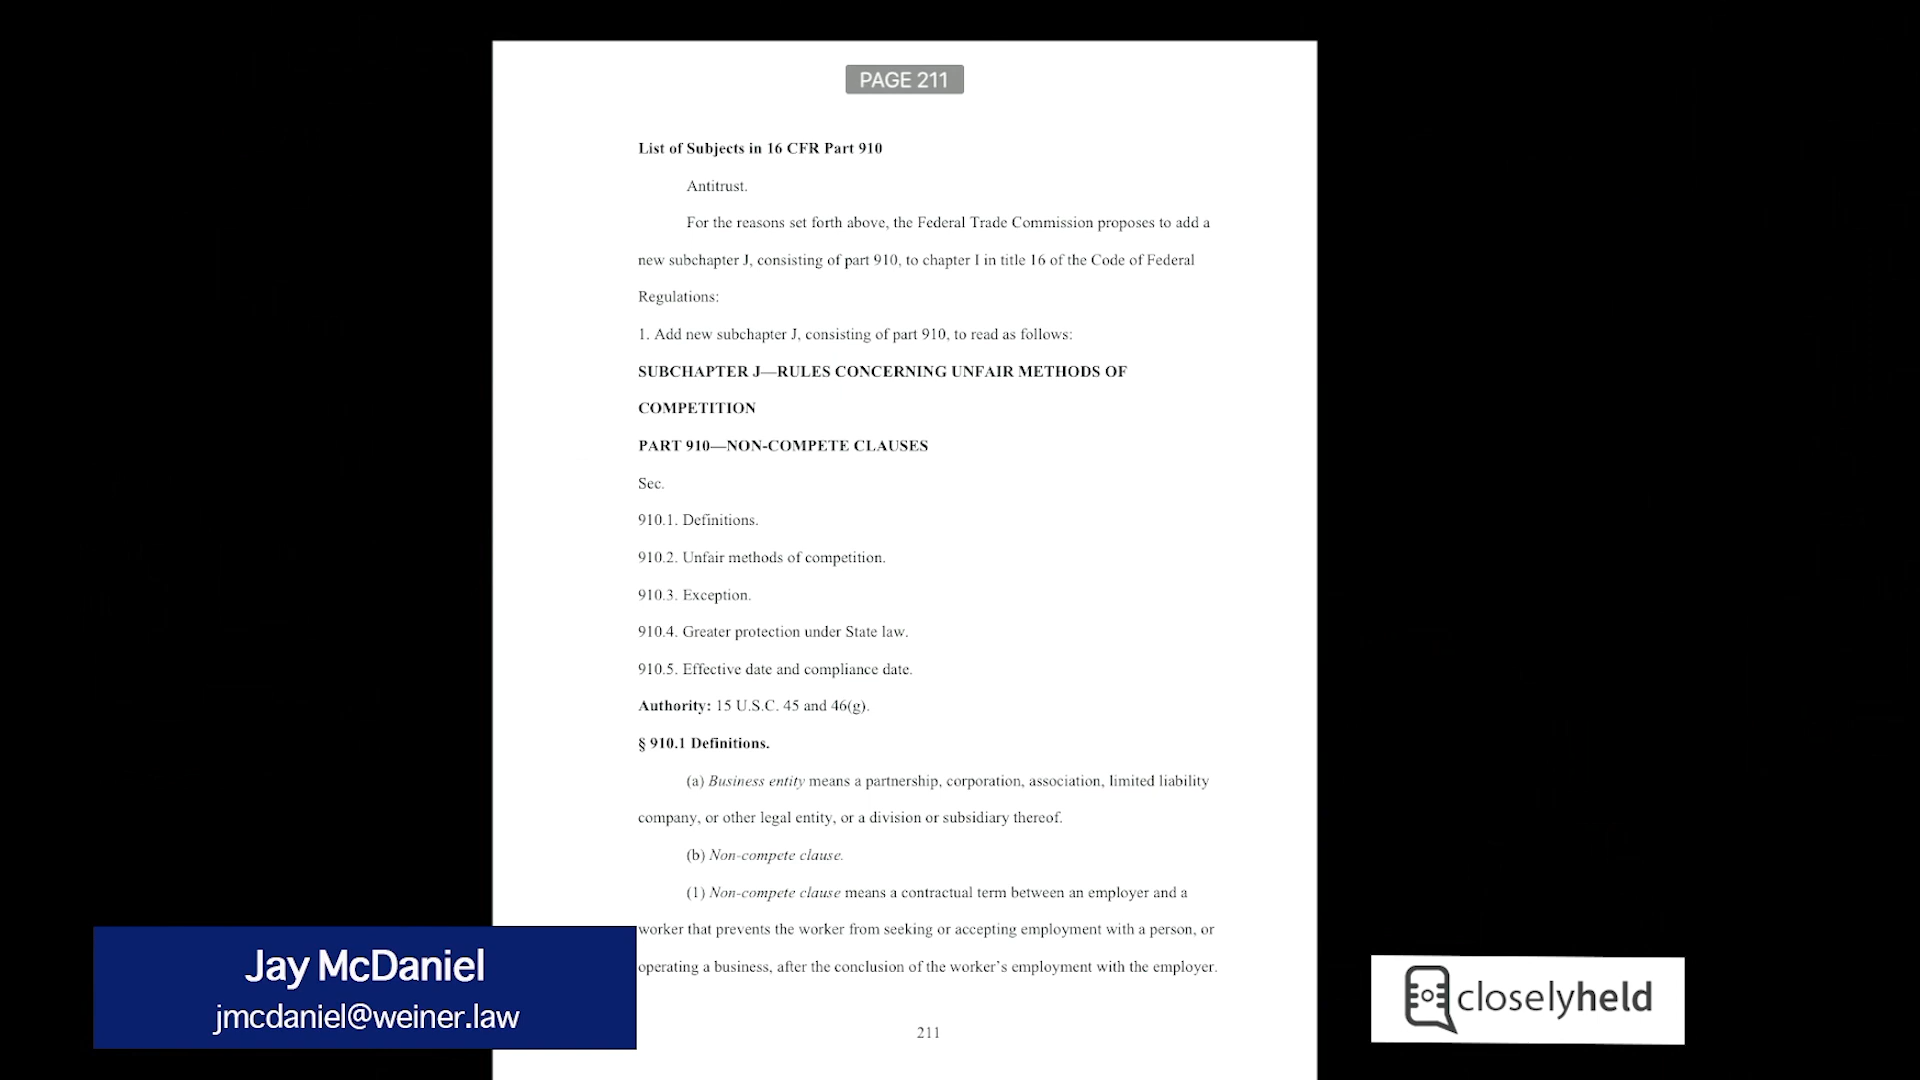 PAGE 211
List of Subjects in 16 CFR Part 910
Antitrust.
For the reasons set forth above, the Federal Trade Commission proposes to add a
new subchapter J, consisting of part 910, to chapter I in title 16 of the Code of Federal
Regulations:
1. Add new subchapter J, consisting of part 910, to read as follows:
SUBCHAPTER J—RULES CONCERNING UNFAIR METHODS OF
COMPETITION
PART 910—NON-COMPETE CLAUSES
Sec.
910.1. Definitions.
910.2. Unfair methods of competition.
910.3. Exception.
910.4. Greater protection under State law.
910.5. Effective date and compliance date.
Authority: 15 U.S.C. 45 and 46(g).
§ 910.1 Definitions.
(a) Business entity means a partnership, corporation, association, limited liability
company, or other legal entity, or a division or subsidiary thereof.
(b) Non-compete clause.
(1) Non-compete clause means a contractual term between an employer and a
worker that prevents the worker from seeking or accepting employment with a person, or
operating a business, after the conclusion of the worker’s employment with the employer.
211
Jay McDaniel
jmcdaniel@weiner.law
closelyheld